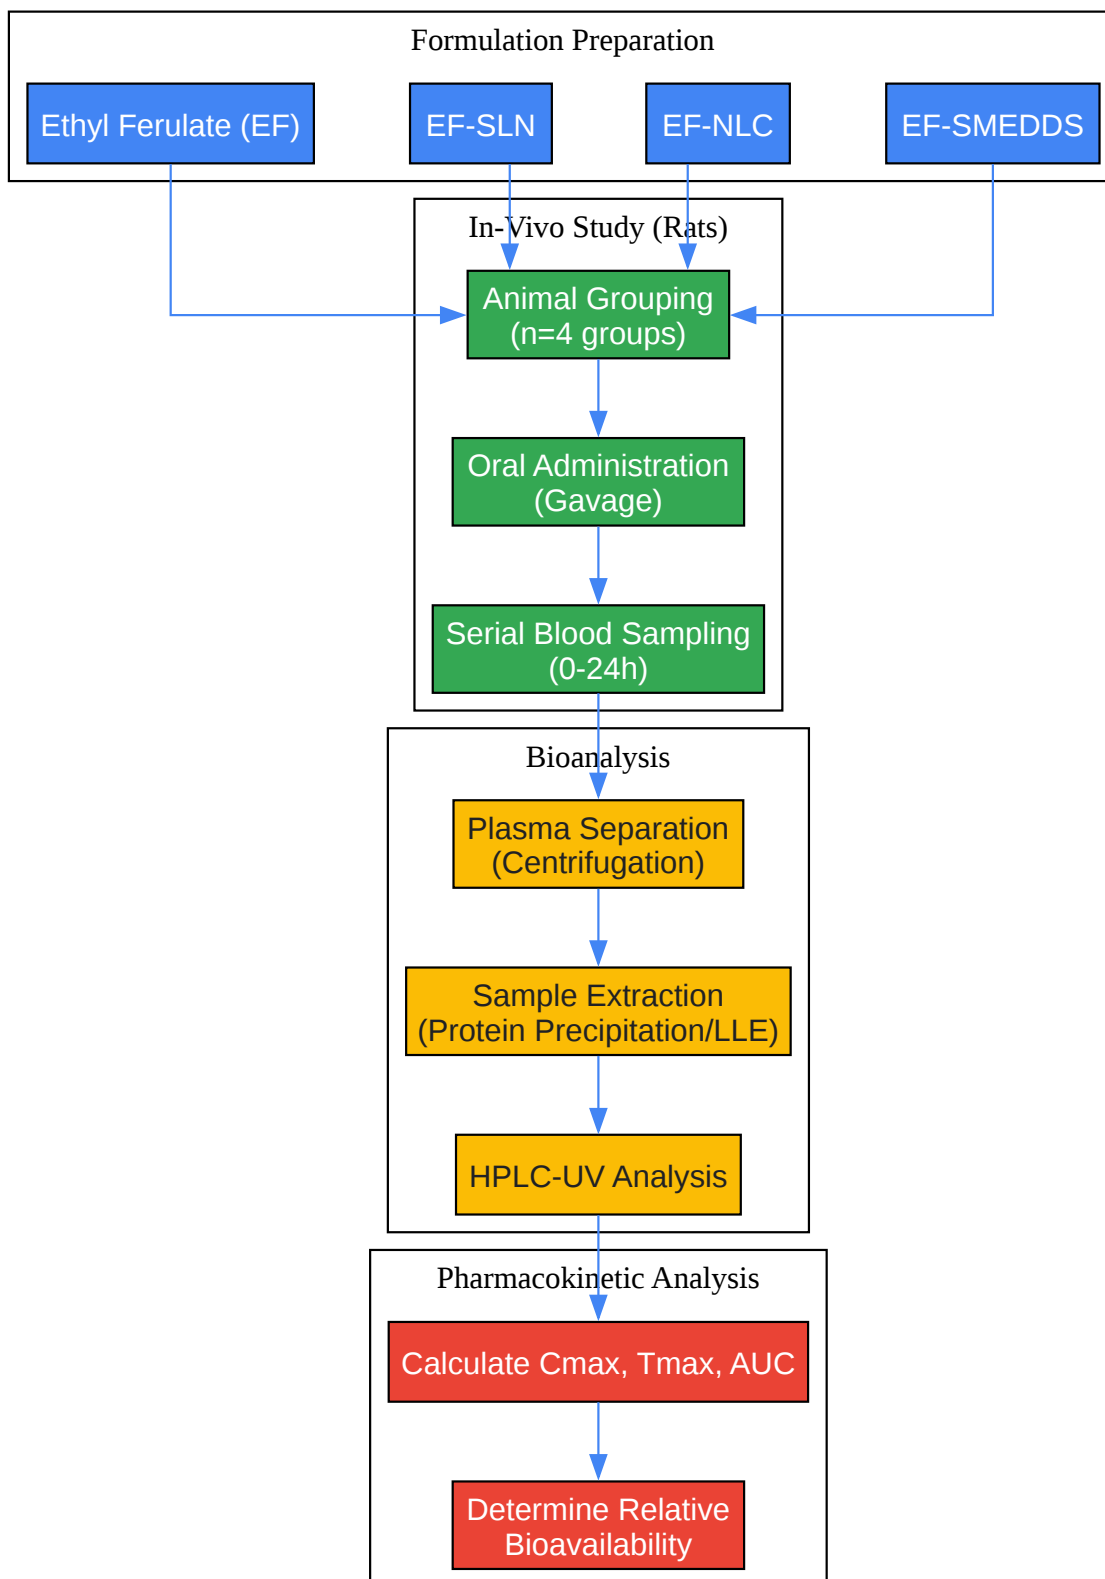 Formulation Preparation
Ethyl Ferulate (EF)
EF-SLN
EF-NLC
EF-SMEDDS
In-Vivo Study (Rats)
Animal Grouping
(n=4 groups)
Oral Administration
(Gavage)
Serial Blood Sampling
(0-24h)
Bioanalysis
Plasma Separation
(Centrifugation)
Sample Extraction
(Protein Precipitation/LLE)
HPLC-UV Analysis
Pharmacokinetic Analysis
Calculate Cmax, Tmax, AUC
Determine Relative
Bioavailability